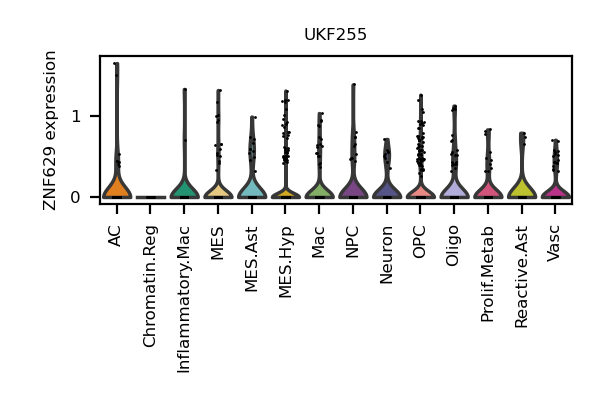 UKF255
ZNF629 expression
1
0
AC
Chromatin.Reg
Inflammatory.Mac
MES
MES.Ast
MES.Hyp
Mac
NPC
Neuron
OPC
Oligo
Prolif.Metab
Reactive.Ast
Vasc